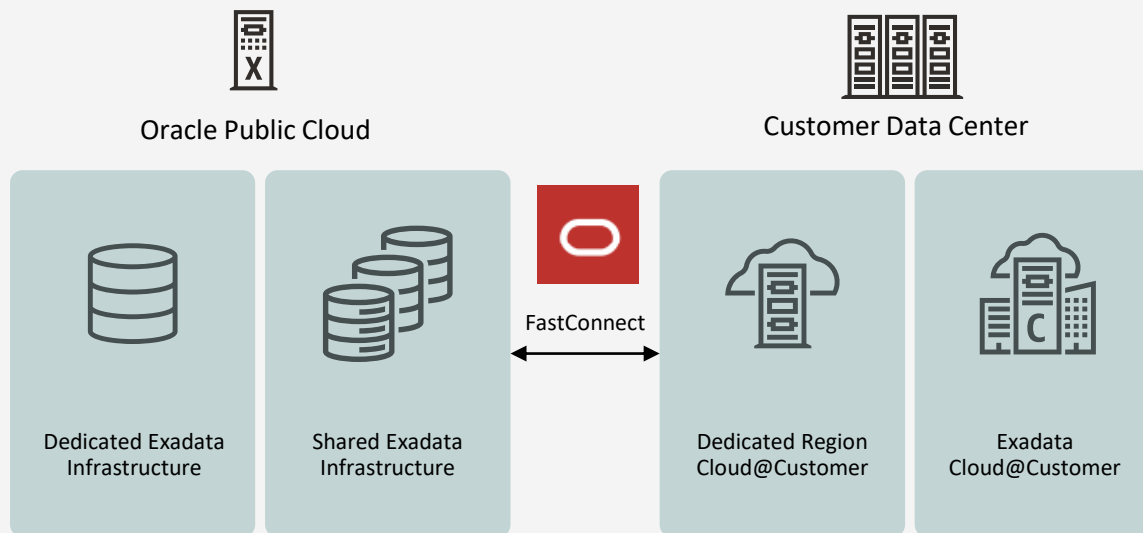 X
Oracle Public Cloud
Customer Data Center
Dedicated Exadata
Infrastructure
Shared Exadata
Infrastructure
FastConnect
Dedicated Region
Cloud@Customer
C
Exadata
Cloud@Customer